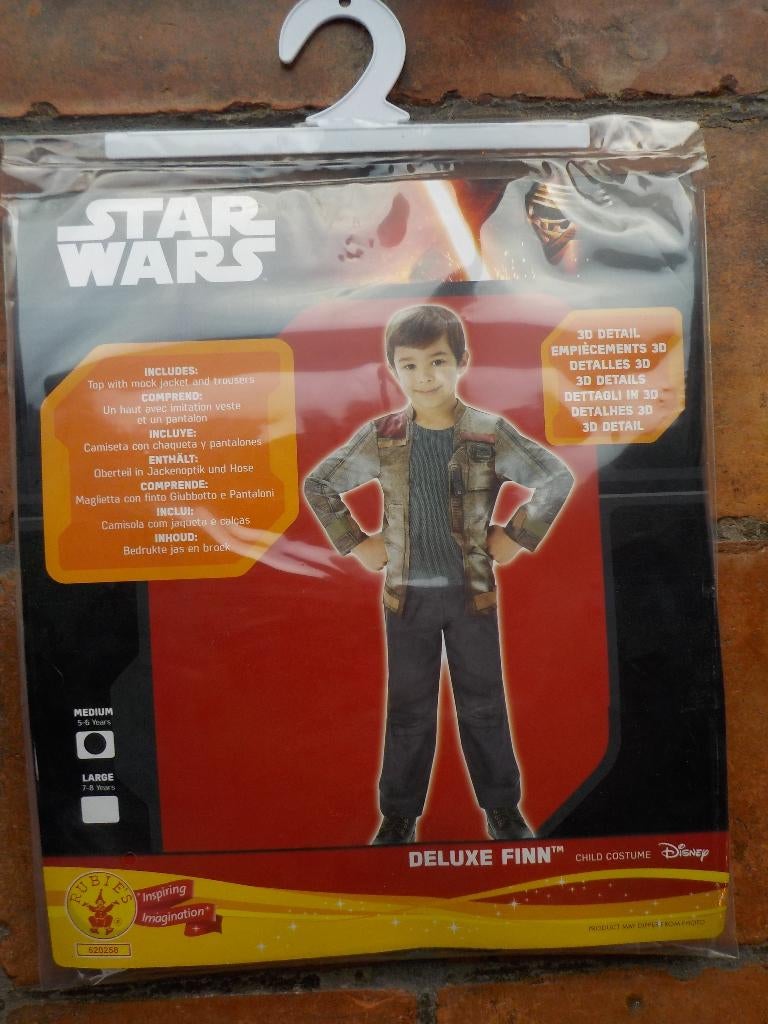 STAR
WARS
INCLUDES:
Top with mock jacket and trousers
COMPREND:
Un haut avec imitation veste
et un pantalon
INCLUYE:
Camiseta con chaqueta y pantalones
ENTHÄLT:
Oberteil in Jackenoptik und Hose
COMPRENDE:
Maglietta con finto Giubbotto e Pantaloni
INCLUI:
Camisola com jaqueta e calças
INHOUD:
Bedrukte jas en broek
3D DETAIL
EMPIÈCEMENTS 3D
DETALLES 3D
3D DETAILS
DETTAGLI IN 3D
DETALHES 3D
3D DETAIL
MEDIUM
5-6 Years
LARGE
7-8 Years
DELUXE FINN™ CHILD COSTUME Disney
RUBIE'S
Inspiring
Imagination
620258
PRODUCT MAY DIFFER FROM PHOTO